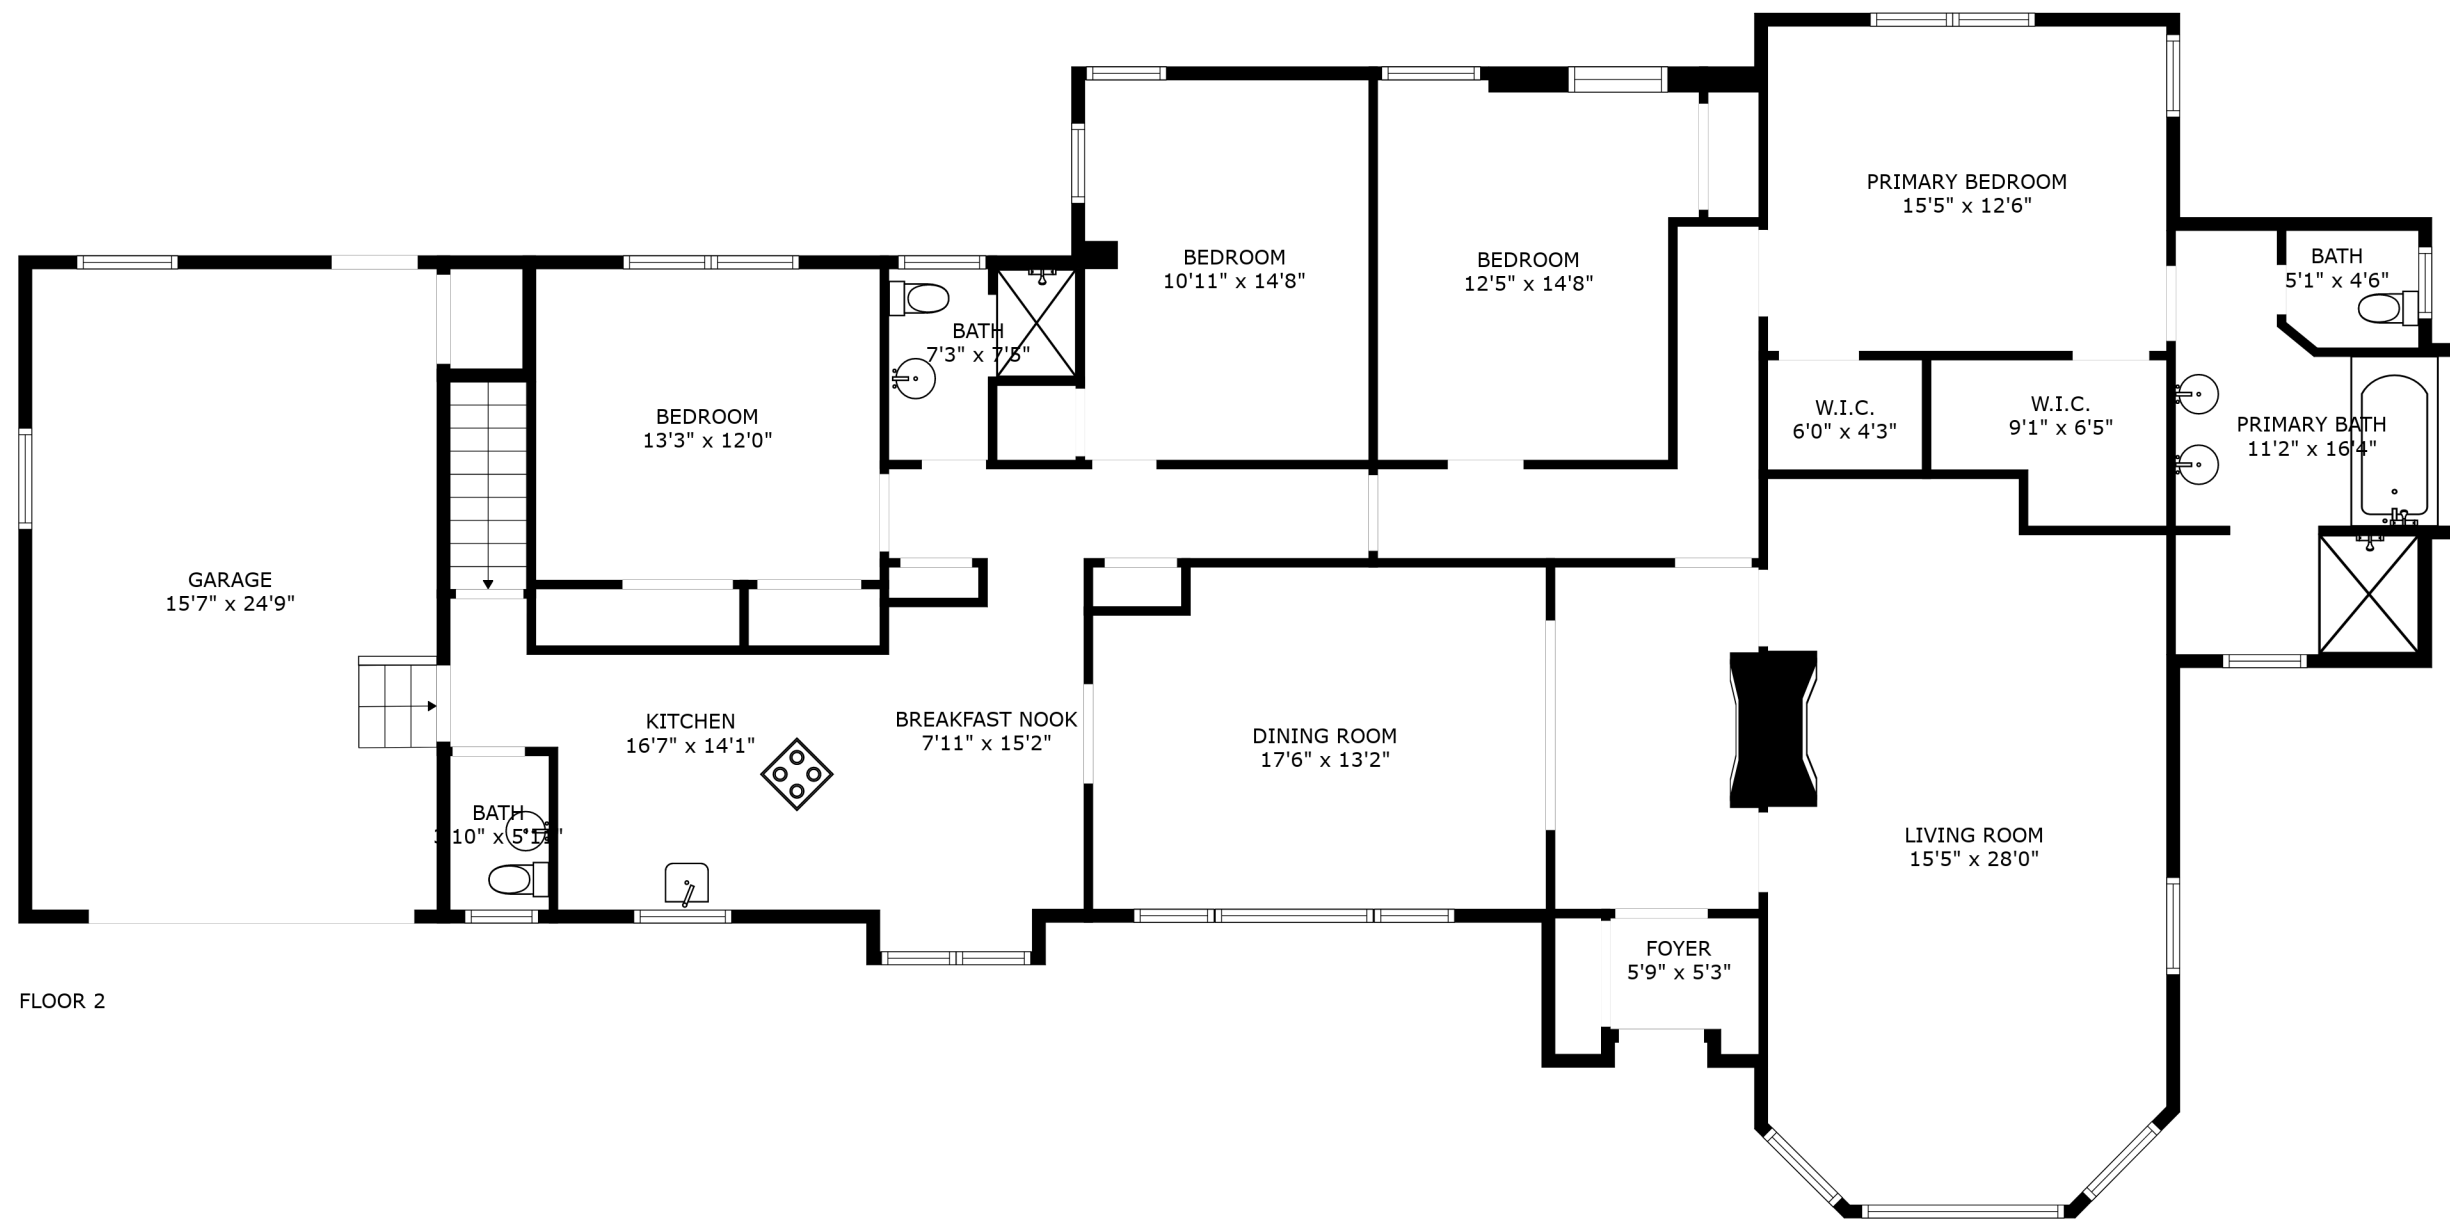 PRIMARY BEDROOM
15'5" x 12'6"
BEDROOM
10'11" x 14'8"
BEDROOM
12'5" x 14'8"
BATH
5'1" x 4'6"
BATH
7'3" x 7'5"
BEDROOM
13'3" x 12'0"
W.I.C.
6'0" x 4'3"
W.I.C.
9'1" x 6'5"
PRIMARY BATH
11'2" x 16'4"
GARAGE
15'7" x 24'9"
KITCHEN
16'7" x 14'1"
BREAKFAST NOOK
7'11" x 15'2"
DINING ROOM
17'6" x 13'2"
BATH
LIVING ROOM
15'5" x 28'0"
FOYER
5'9" x 5'3"
FLOOR 2